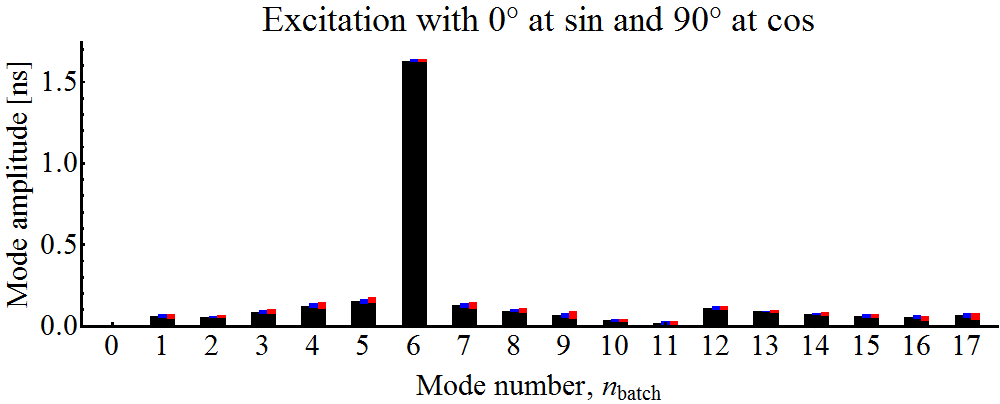 Excitation with 0° at sin and 90° at cos
Mode amplitude [ns]
1.5
1.0
0.5
0.0
0 1 2 3 4 5 6 7 8 9 10 11 12 13 14 15 16 17
Mode number, nbatch